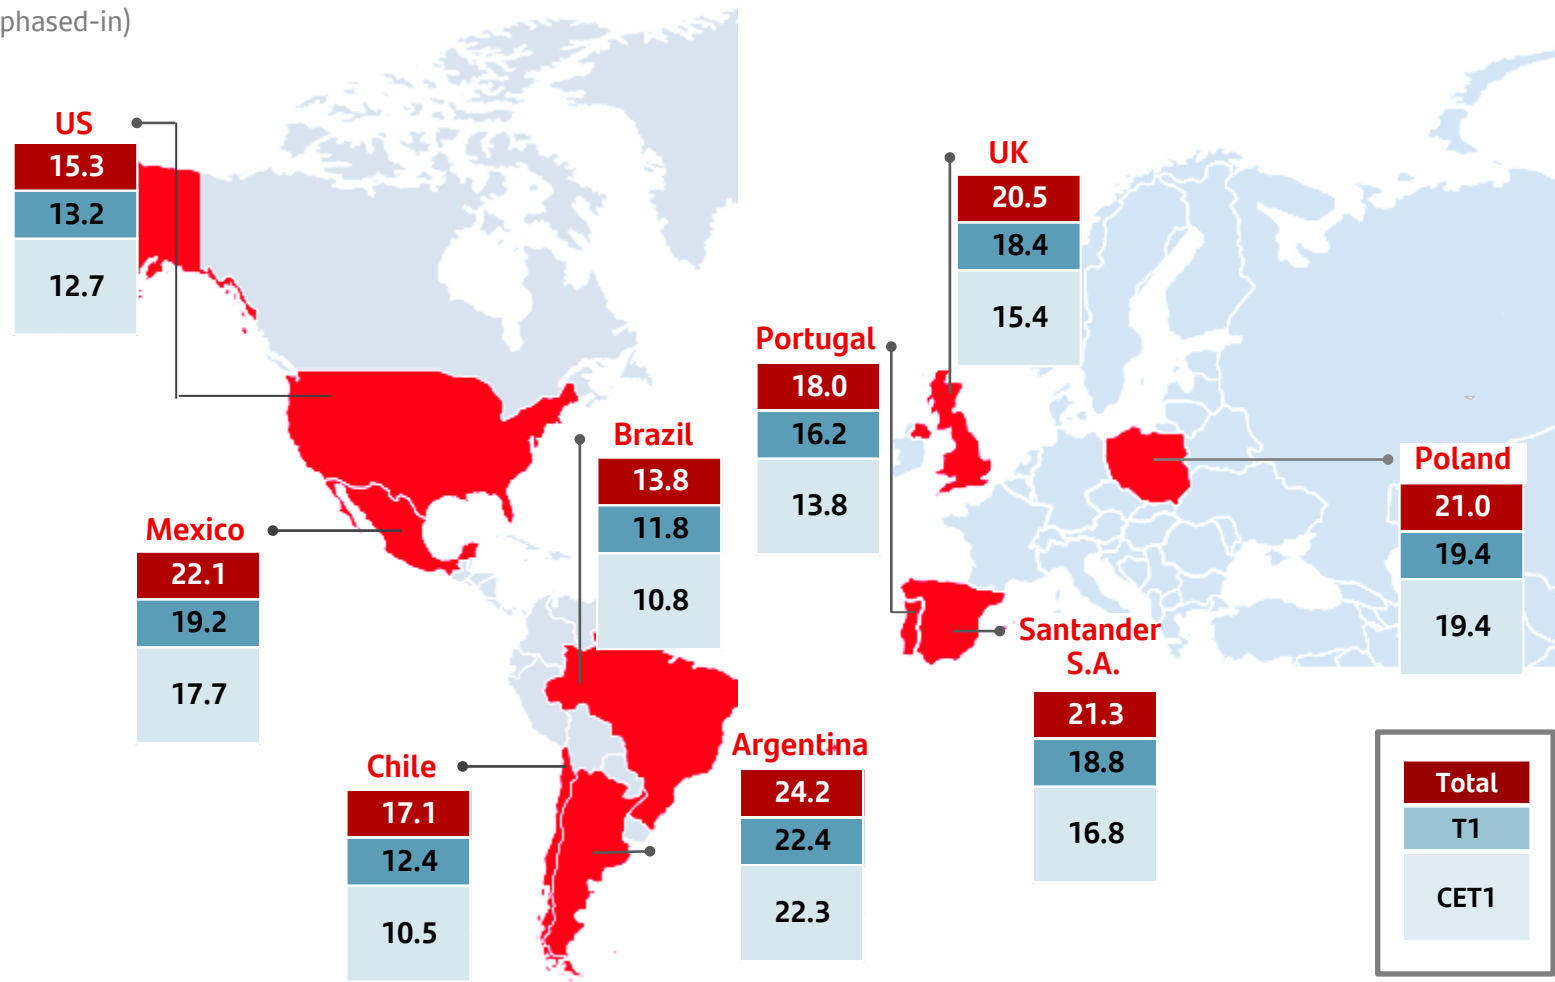 phased-in)
US
15.3
13.2
12.7
Mexico
22.1
19.2
17.7
Brazil
13.8
11.8
10.8
Chile
17.1
12.4
10.5
Argentina
24.2
22.4
22.3
UK
20.5
18.4
15.4
Portugal
18.0
16.2
13.8
Poland
21.0
19.4
19.4
Santander
S.A.
21.3
18.8
16.8
Total
T1
CET1